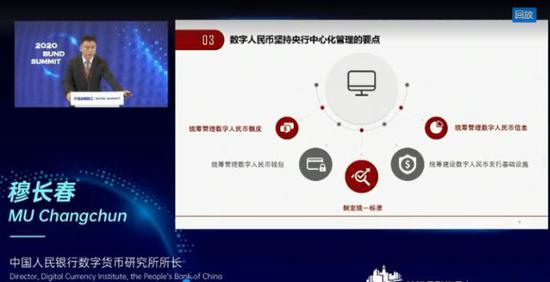 回放
2020
BUND
SUMMIT
03
数字人民币坚持央行中心化管理的要点
统筹管理数字人民币额度
统筹管理数字人民币信息
统筹管理数字人民币钱包
统筹建设数字人民币发行基础设施
制定统一标准
穆长春
MU Changchun
中国人民银行数字货币研究所所长
Director, Digital Currency Institute, the People's Bank of China